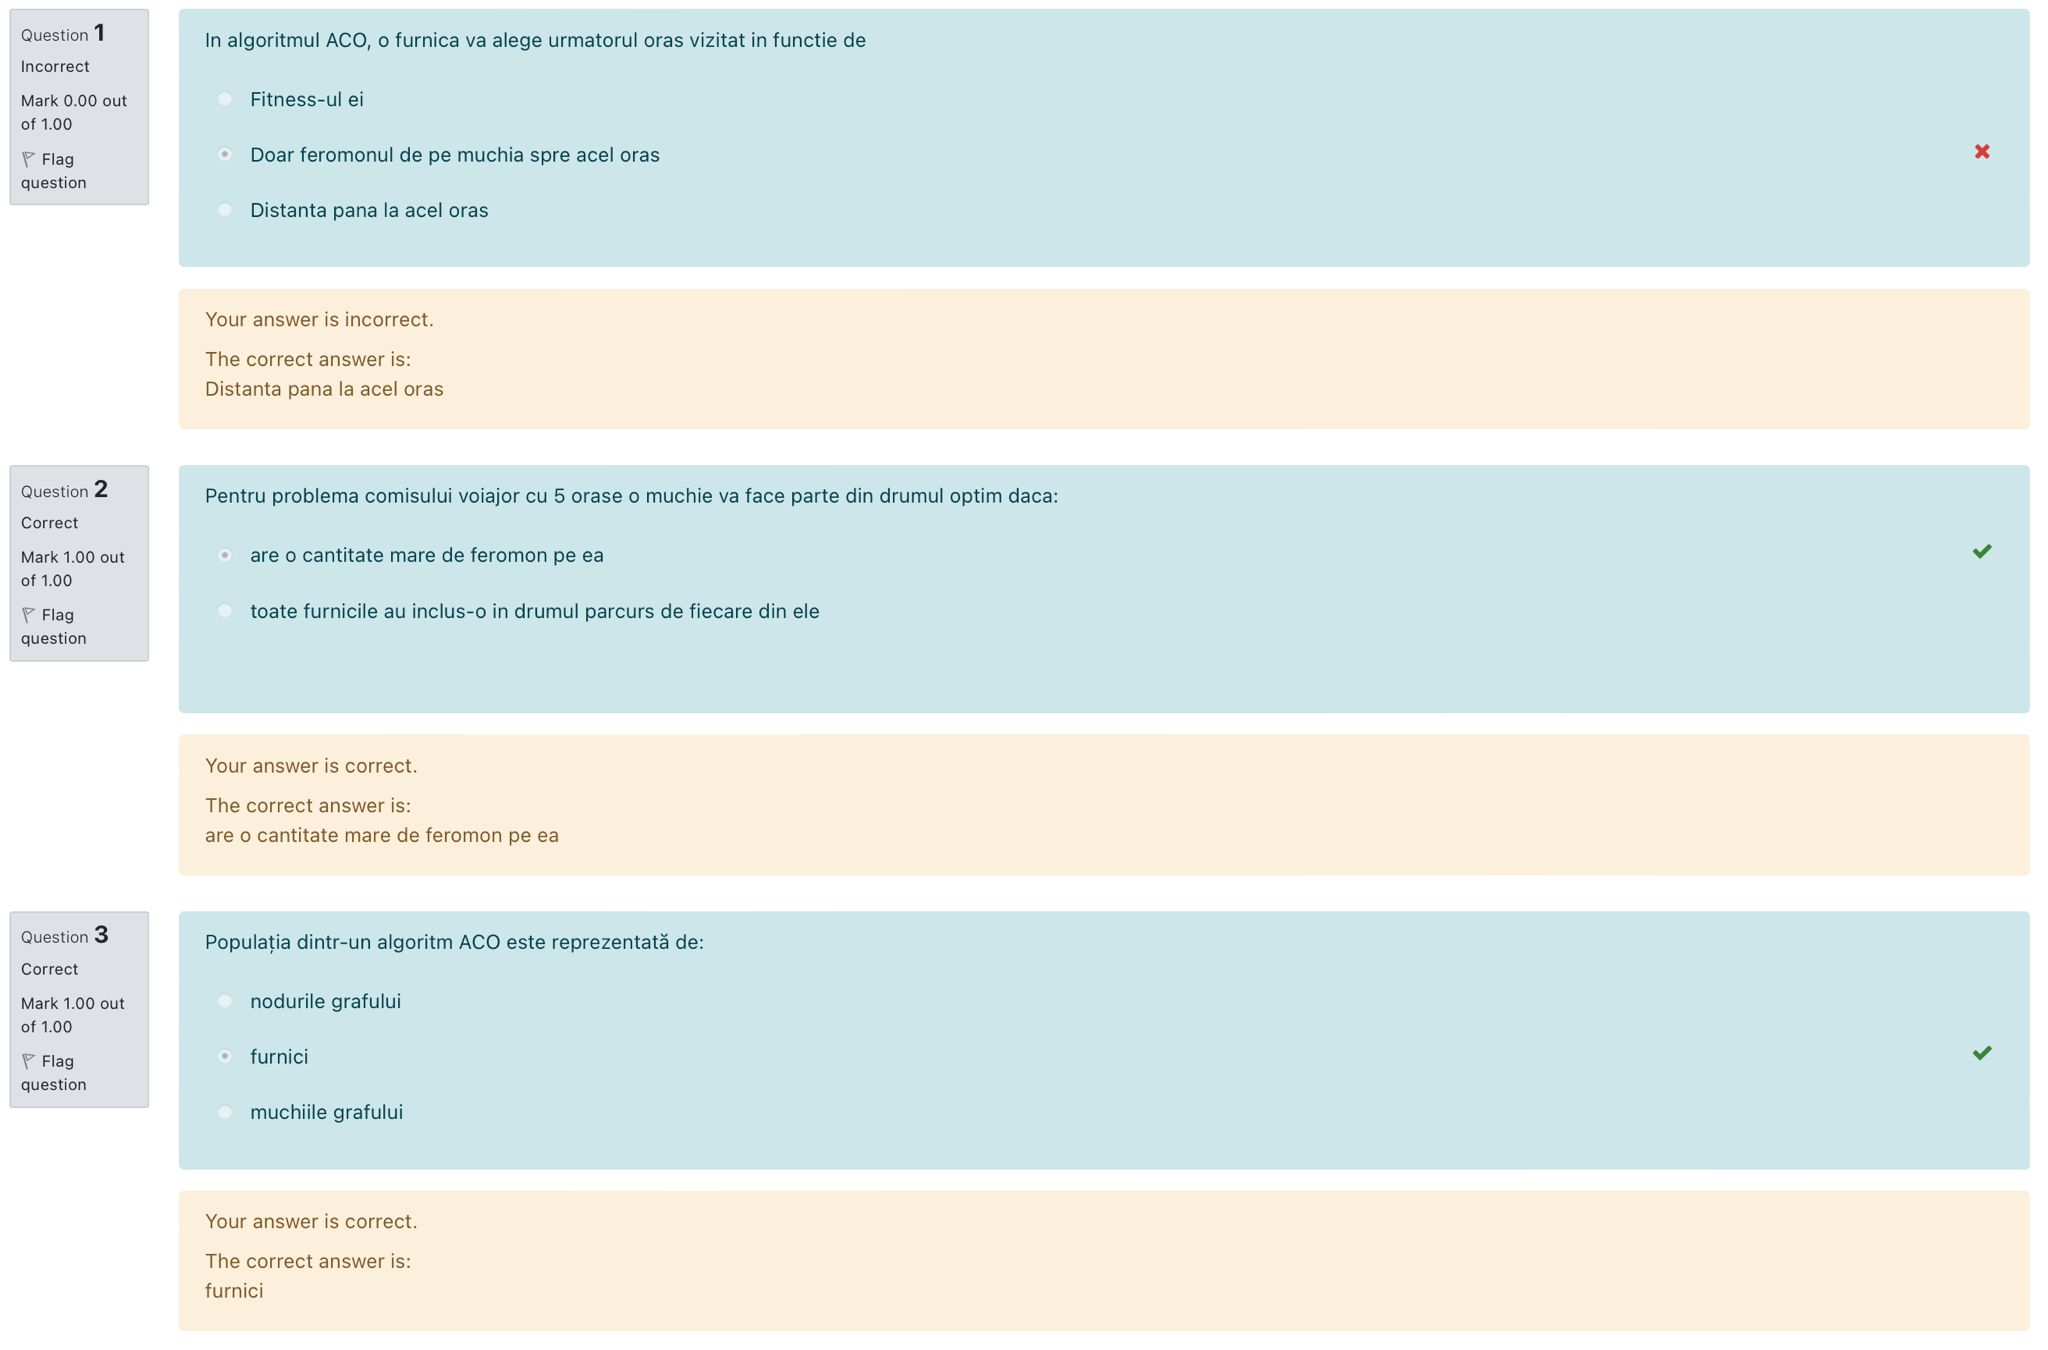 Question 1
Incorrect
Mark 0.00 out
of 1.00
Flag
question
In algoritmul ACO, o furnica va alege urmatorul oras vizitat in functie de
Fitness-ul ei
Doar feromonul de pe muchia spre acel oras
Distanta pana la acel oras
Your answer is incorrect.
The correct answer is:
Distanta pana la acel oras
Question 2
Correct
Mark 1.00 out
of 1.00
Flag
question
Pentru problema comisului voiajor cu 5 orase o muchie va face parte din drumul optim daca:
are o cantitate mare de feromon pe ea
toate furnicile au inclus-o in drumul parcurs de fiecare din ele
Your answer is correct.
The correct answer is:
are o cantitate mare de feromon pe ea
Question 3
Correct
Mark 1.00 out
of 1.00
Flag
question
Populația dintr-un algoritm ACO este reprezentată de:
nodurile grafului
furnici
muchiile grafului
Your answer is correct.
The correct answer is:
furnici